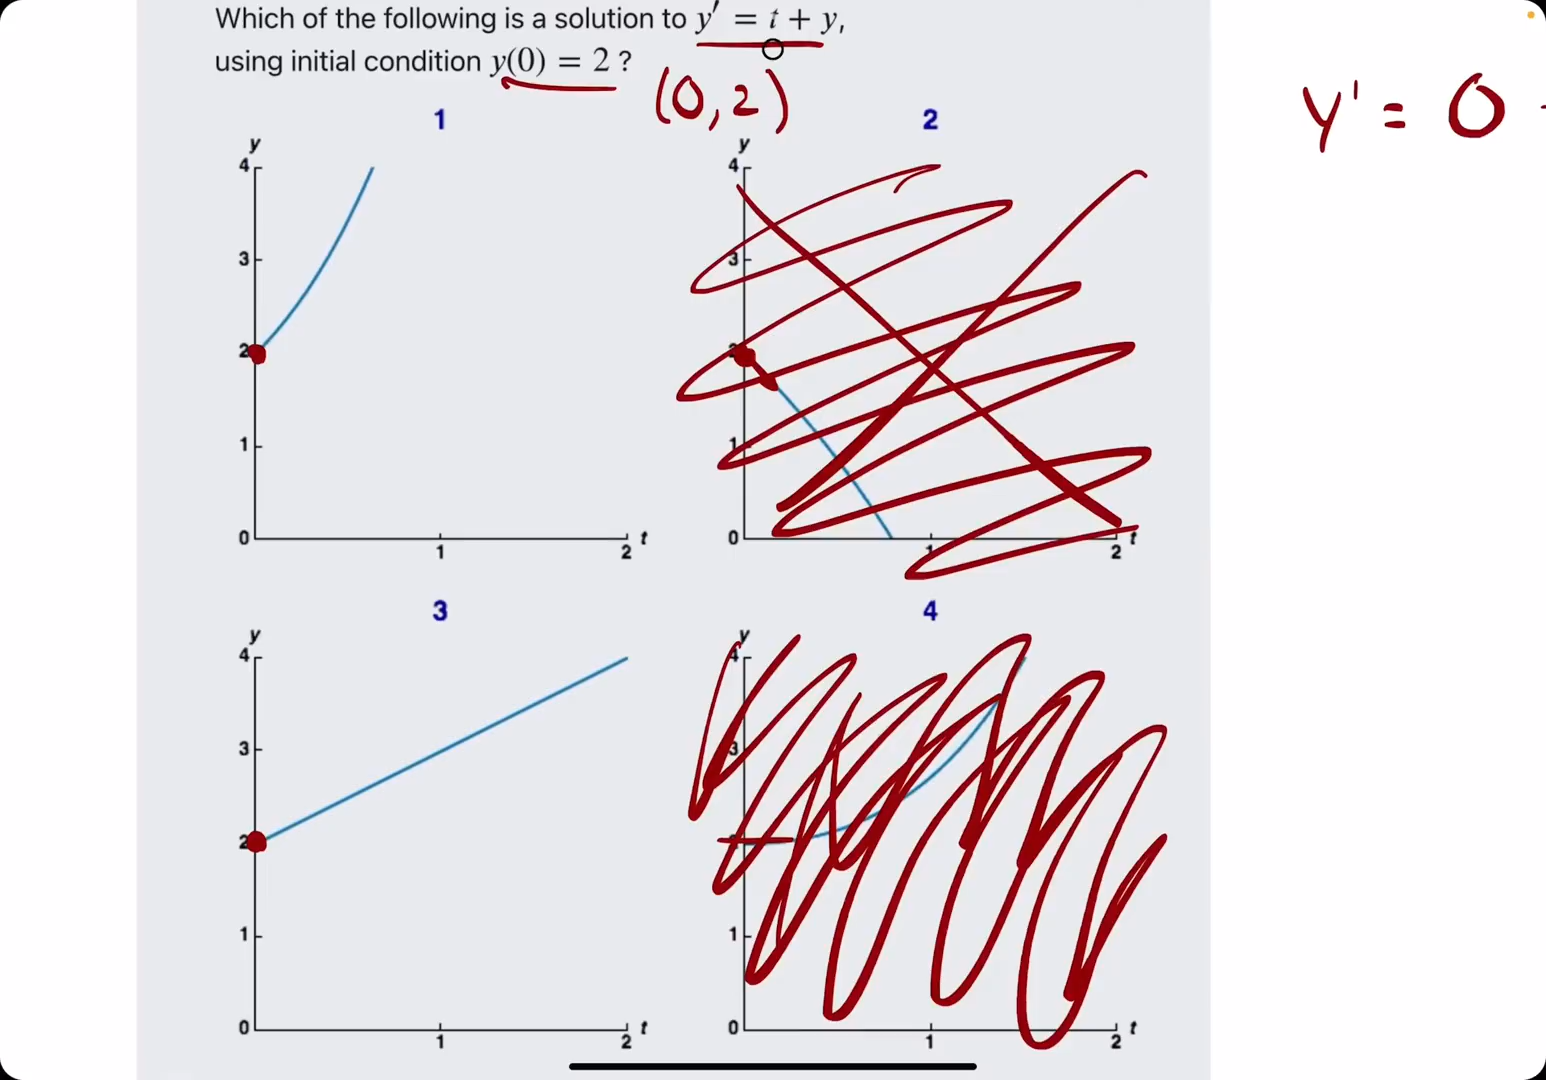 Which of the following is a solution to y′ = t + y,
using initial condition y(0) = 2 ?
(0,2)
y' = 0
1
2
y
4
3
2
1
0
1
2
t
y
4
3
1
0
1
2
t
3
4
y
4
3
2
1
0
1
2
t
y
4
3
2
1
0
1
2
t